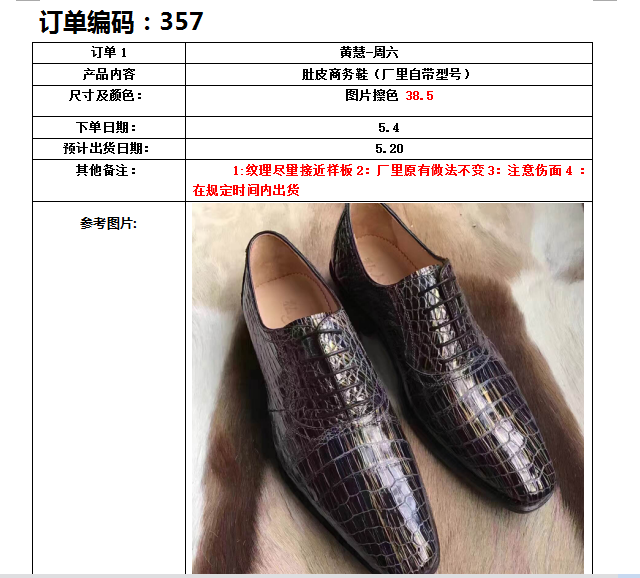 订单编码：357
订单 1
黄慧-周六
产品内容
肚皮商务鞋（厂里自带型号）
尺寸及颜色：
图片擦色 38.5
下单日期：
5.4
预计出货日期：
5.20
其他备注：
1:纹理尽里接近样板 2：厂里原有做法不变 3：注意伤面 4 ：
在规定时间内出货
参考图片: